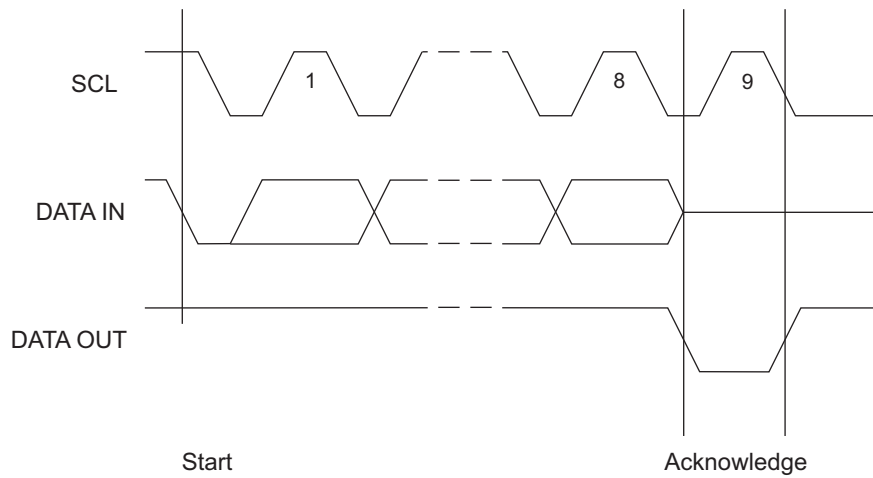 SCL
1
8
9
DATA IN
DATA OUT
Start
Acknowledge